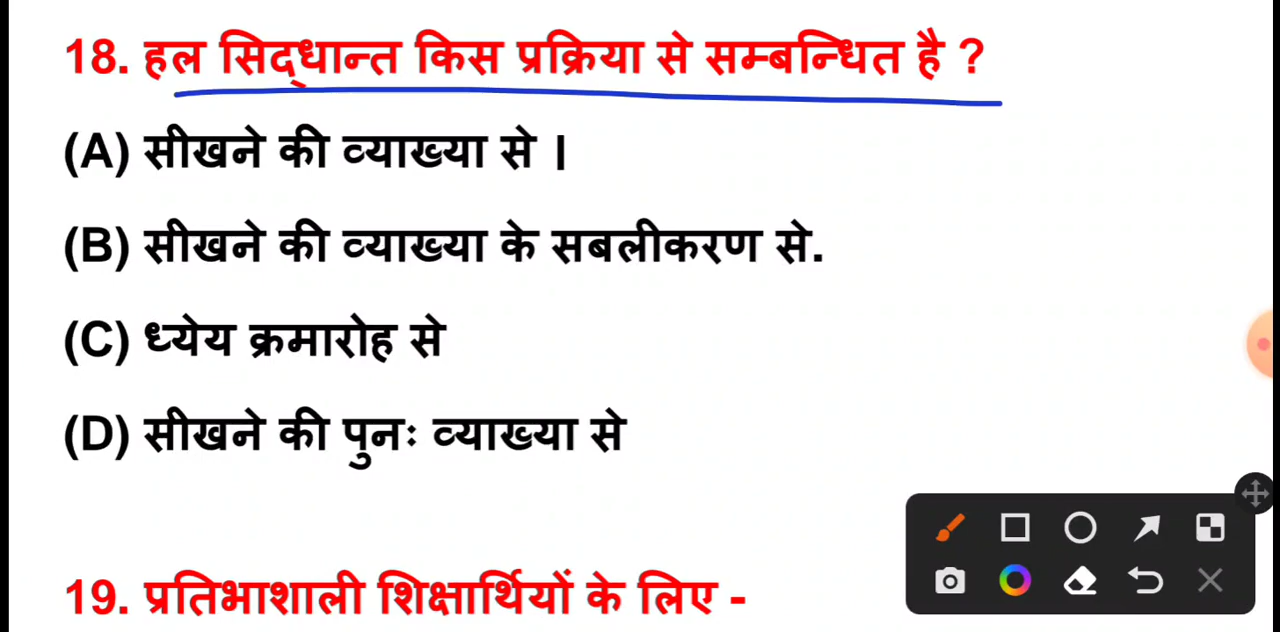 18. हल सिद्धान्त किस प्रक्रिया से सम्बन्धित है ?
(A) सीखने की व्याख्या से ।
(B) सीखने की व्याख्या के सबलीकरण से.
(C) ध्येय क्रमारोह से
(D) सीखने की पुनः व्याख्या से
19. प्रतिभाशाली शिक्षार्थियों के लिए -